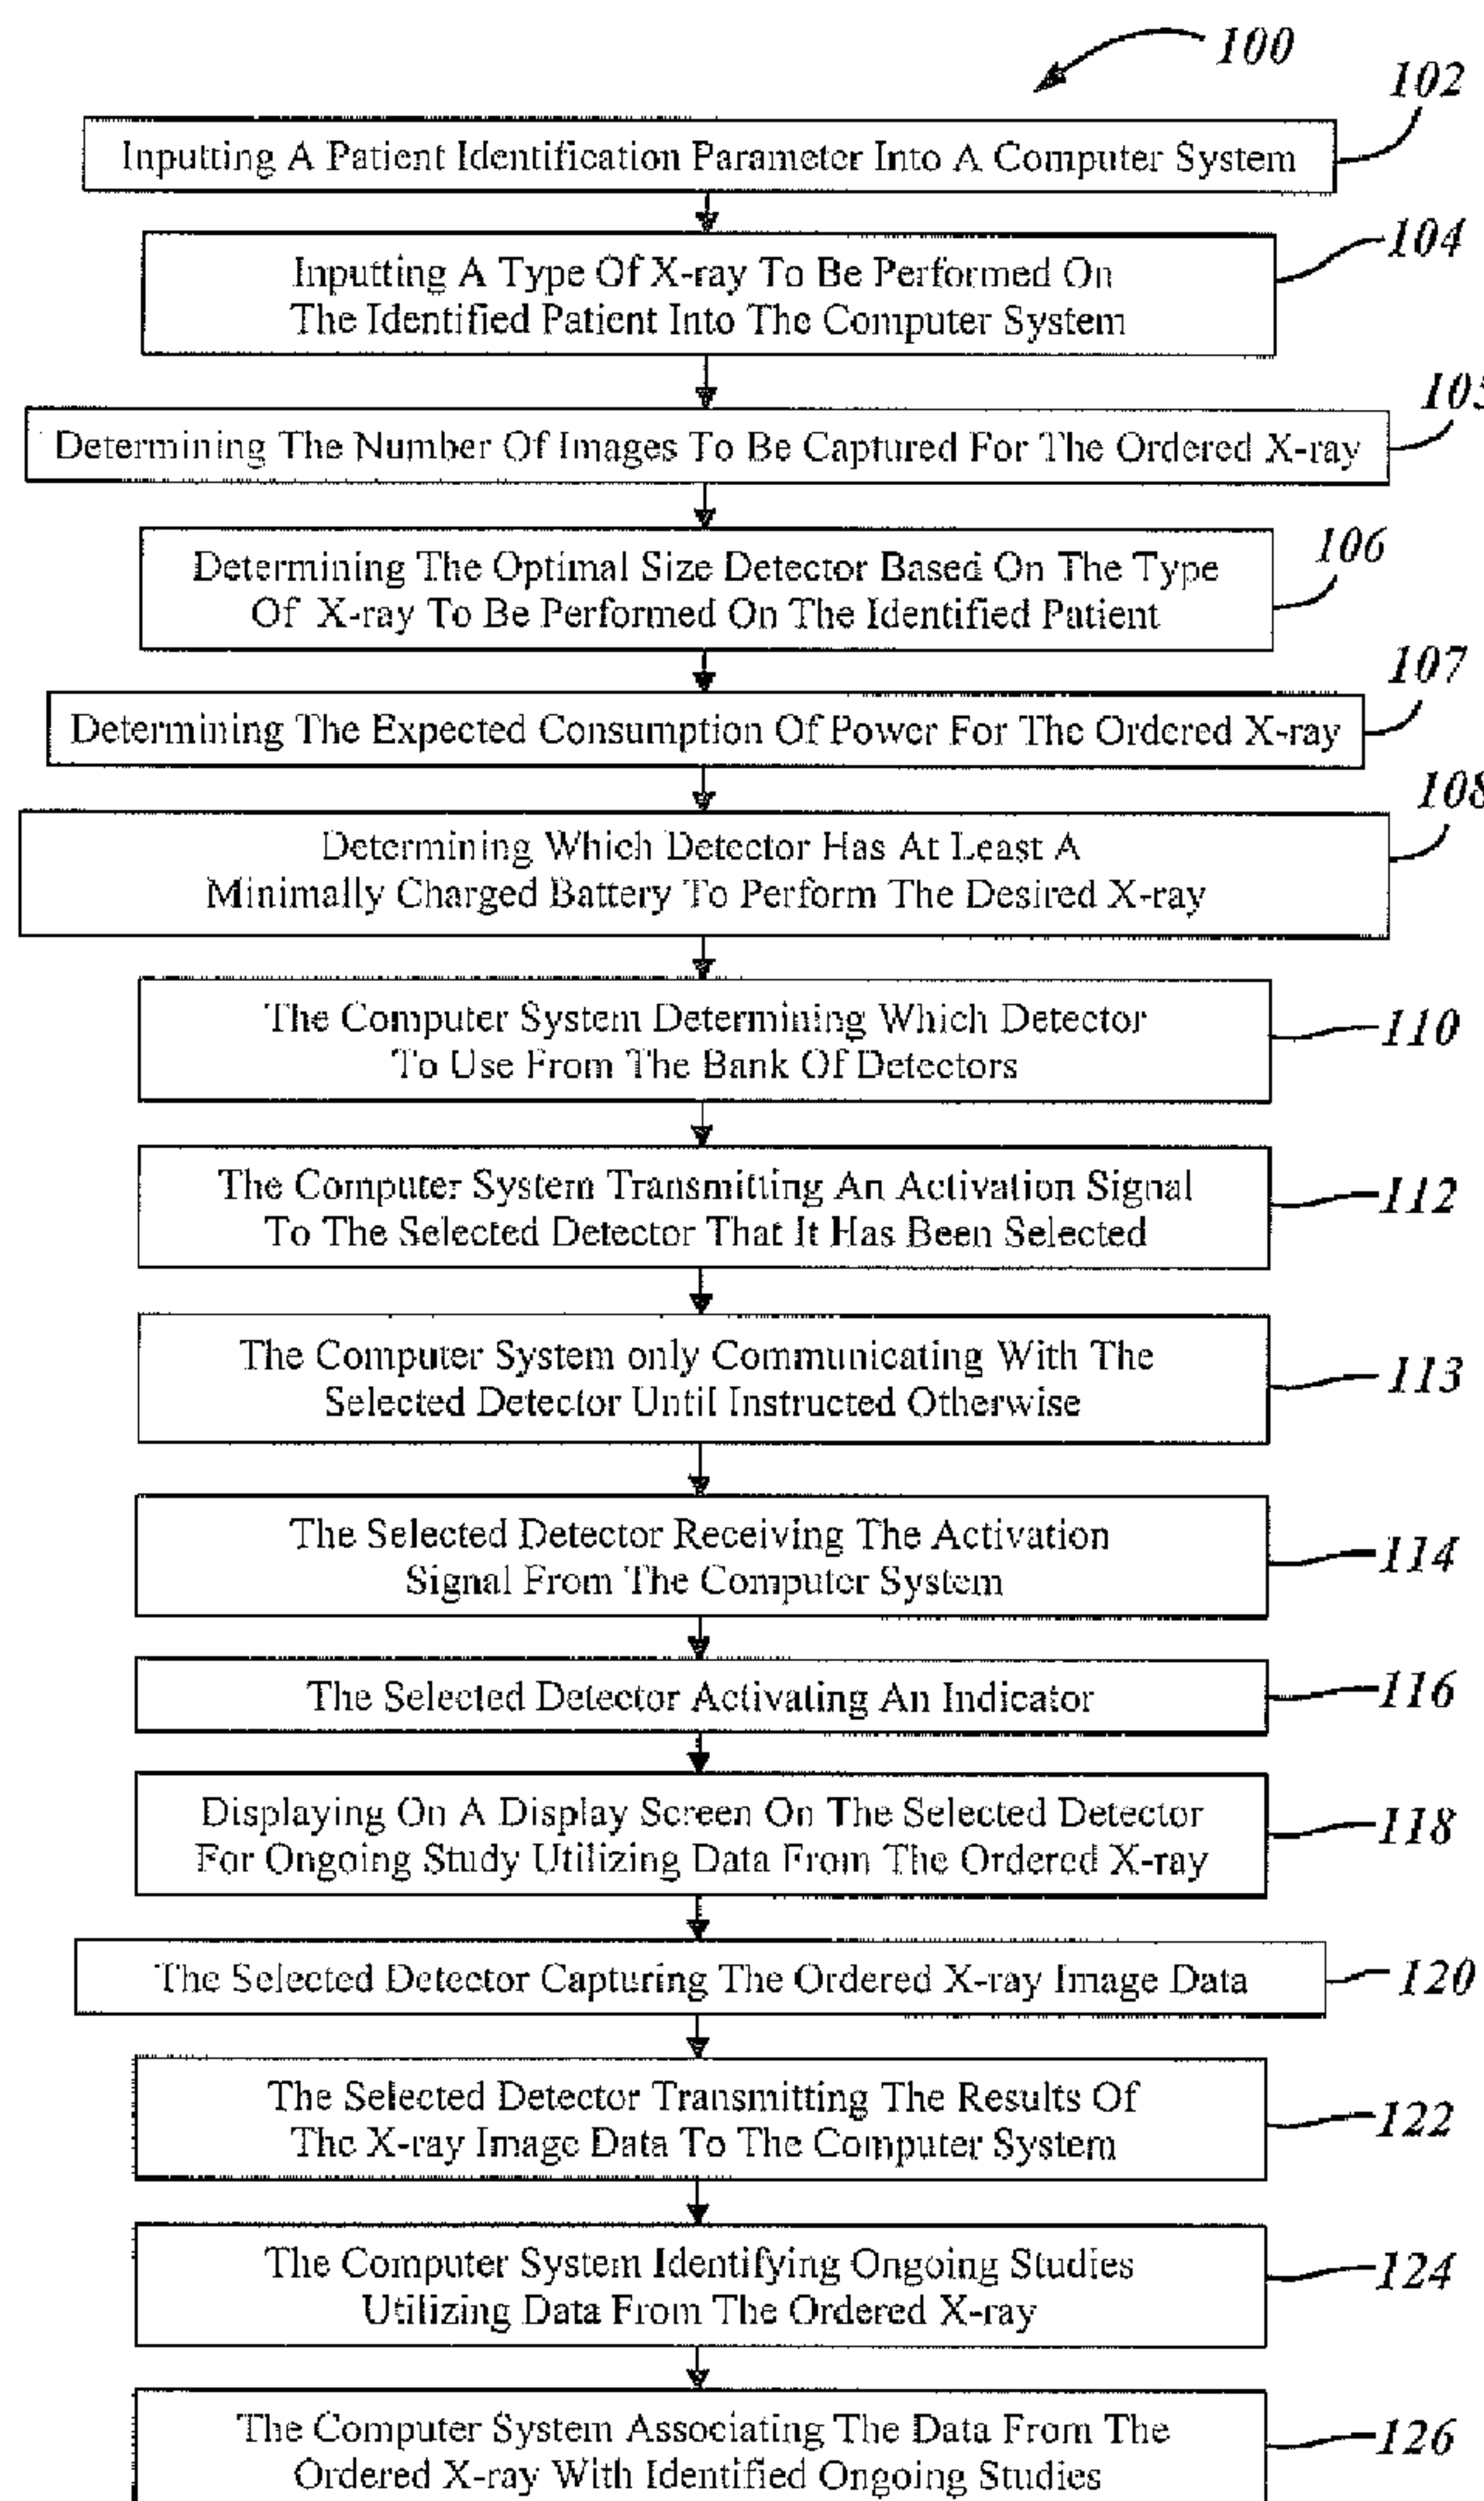 100
102
Inputting A Patient Identification Parameter Into A Computer System
104
Inputting A Type Of X-ray To Be Performed On
The Identified Patient Into The Computer System
105
Determining The Number Of Images To Be Captured For The Ordered X-ray
106
Determining The Optimal Size Detector Based On The Type
Of X-ray To Be Performed On The Identified Patient
107
Determining The Expected Consumption Of Power For The Ordered X-ray
108
Determining Which Detector Has At Least A
Minimally Charged Battery To Perform The Desired X-ray
The Computer System Determining Which Detector
To Use From The Bank Of Detectors
110
The Computer System Transmitting An Activation Signal
To The Selected Detector That It Has Been Selected
112
The Computer System only Communicating With The
Selected Detector Until Instructed Otherwise
113
The Selected Detector Receiving The Activation
Signal From The Computer System
114
The Selected Detector Activating An Indicator
116
Displaying On A Display Screen On The Selected Detector
For Ongoing Study Utilizing Data From The Ordered X-ray
118
The Selected Detector Capturing The Ordered X-ray Image Data
120
The Selected Detector Transmitting The Results Of
The X-ray Image Data To The Computer System
122
The Computer System Identifying Ongoing Studies
Utilizing Data From The Ordered X-ray
124
The Computer System Associating The Data From The
Ordered X-ray With Identified Ongoing Studies
126